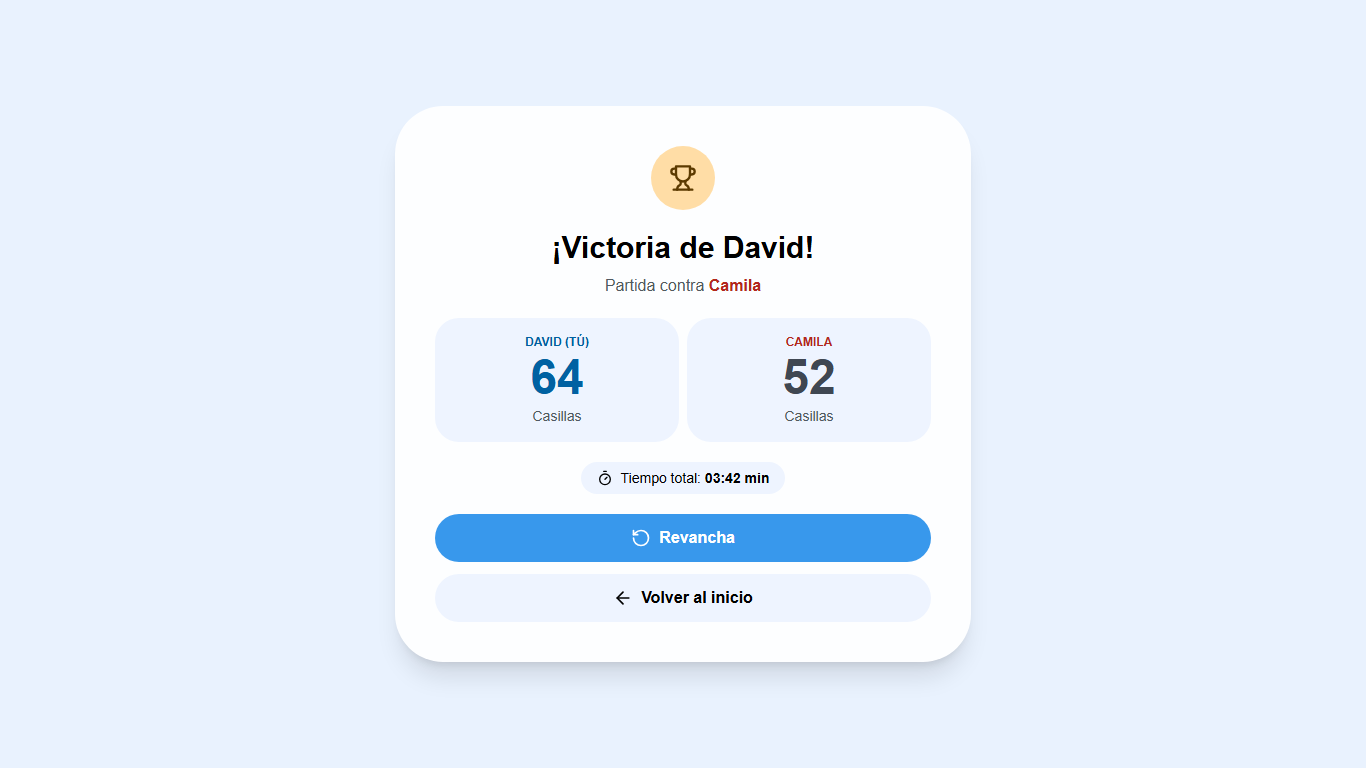 ¡Victoria de David!
Partida contra Camila
DAVID (TÚ)
64
Casillas
CAMILA
52
Casillas
Tiempo total: 03:42 min
Revancha
Volver al inicio